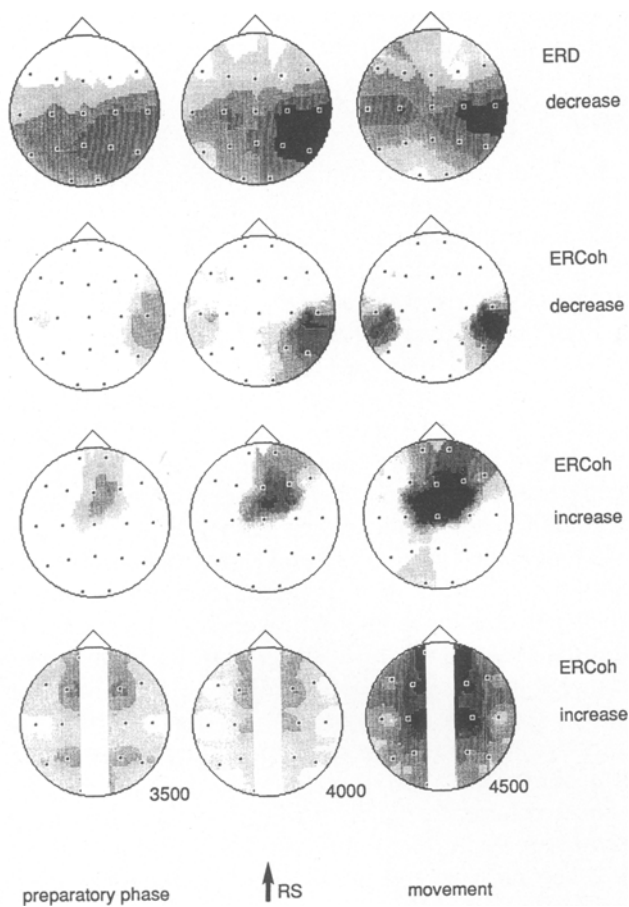 ERD
decrease
ERCoh
decrease
ERCoh
increase
ERCoh
increase
3500
4000
4500
preparatory phase
RS
movement